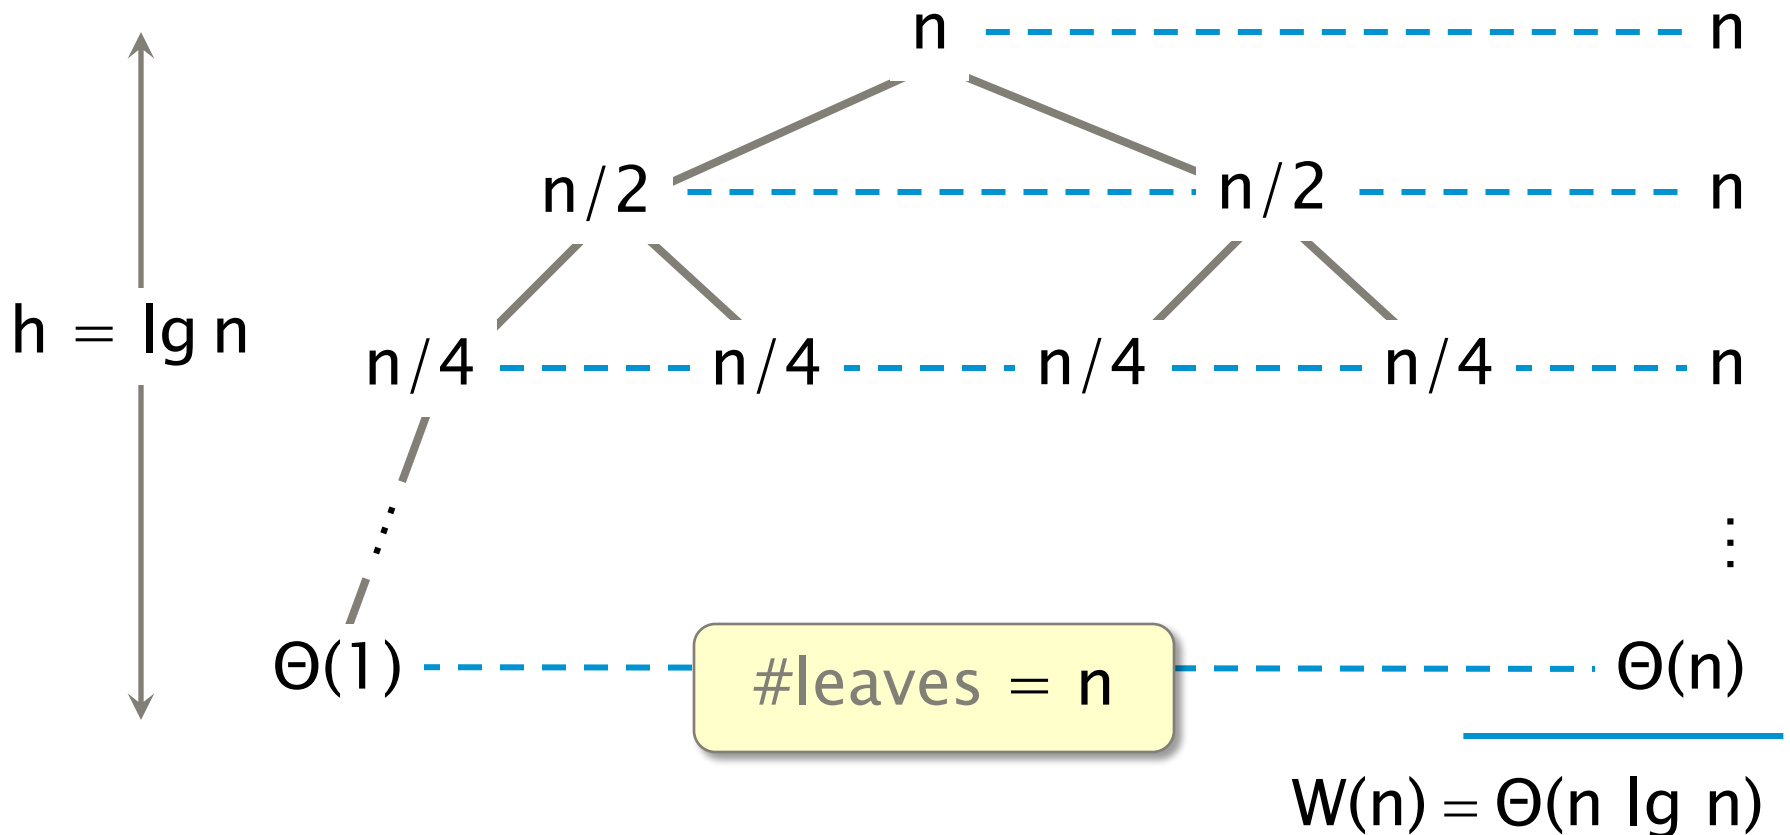 n n
n/2 n/2 n
h = lg n
n/4 n/4 n/4 n/4 n
⋰ ⋮
Θ(1) #leaves = n Θ(n)
W(n) = Θ(n lg n)